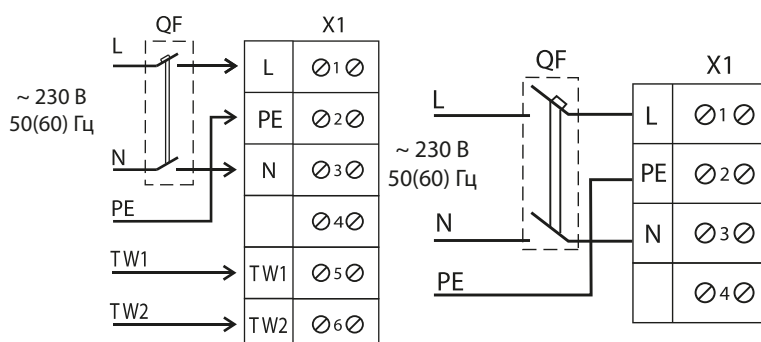 QF
X1
L
L
1
~ 230 В
50(60) Гц
PE
2
N
N
3
PE
4
TW1
TW1
5
TW2
TW2
6
QF
X1
L
L
1
~ 230 В
50(60) Гц
PE
2
N
N
3
PE
4